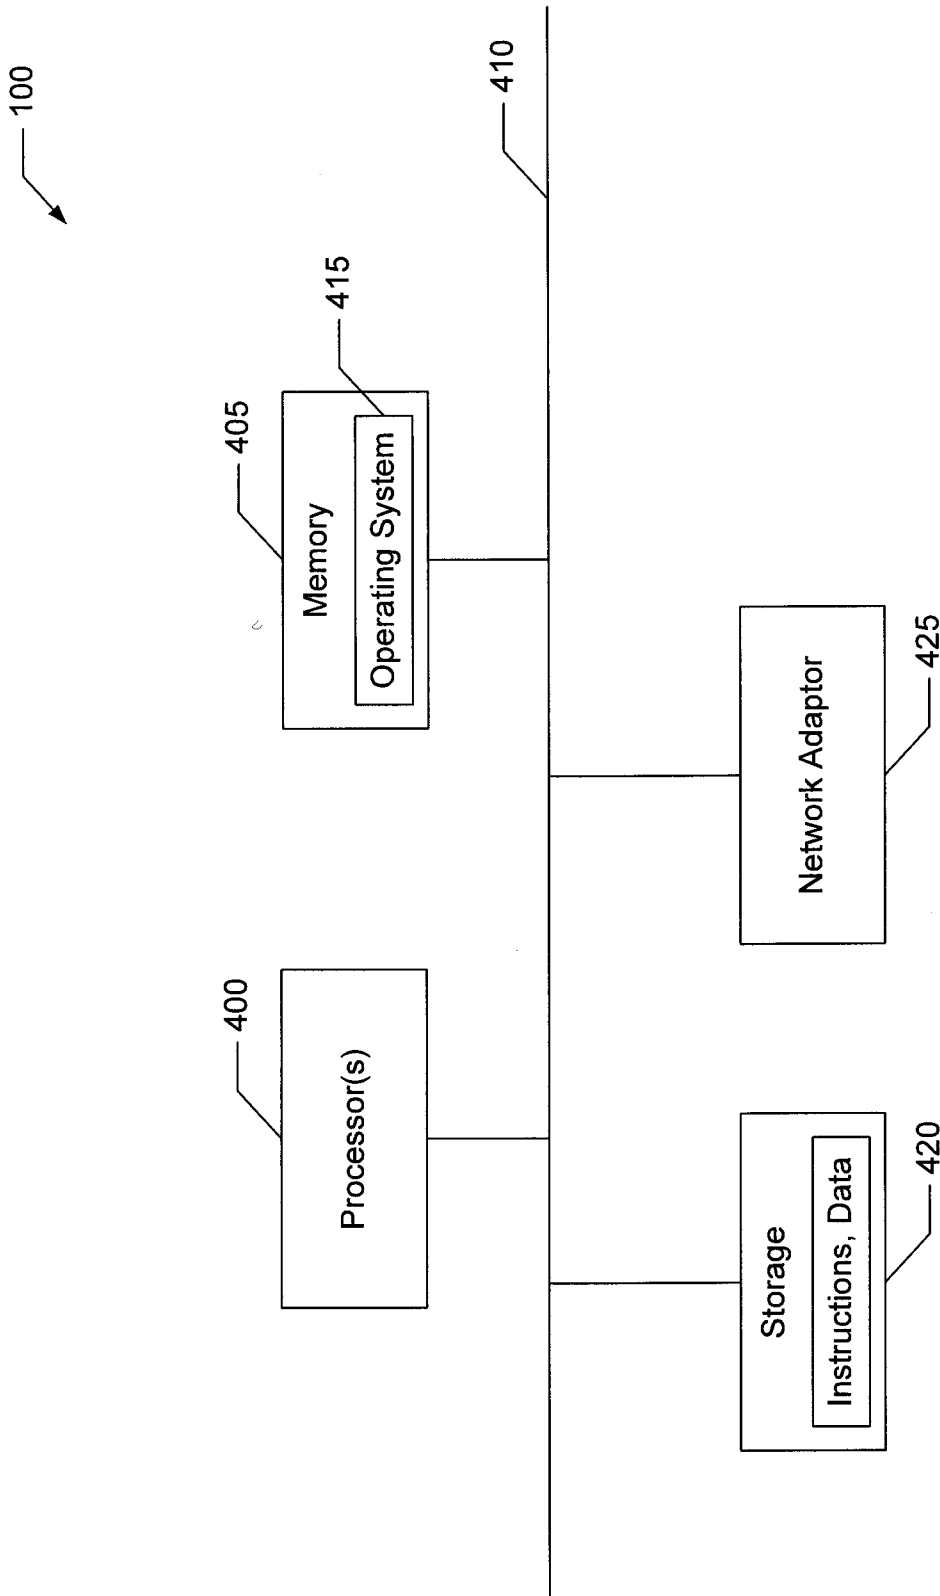 100
400
Processor(s)
405
Memory
Operating System
415
410
Storage
Instructions, Data
420
Network Adaptor
425